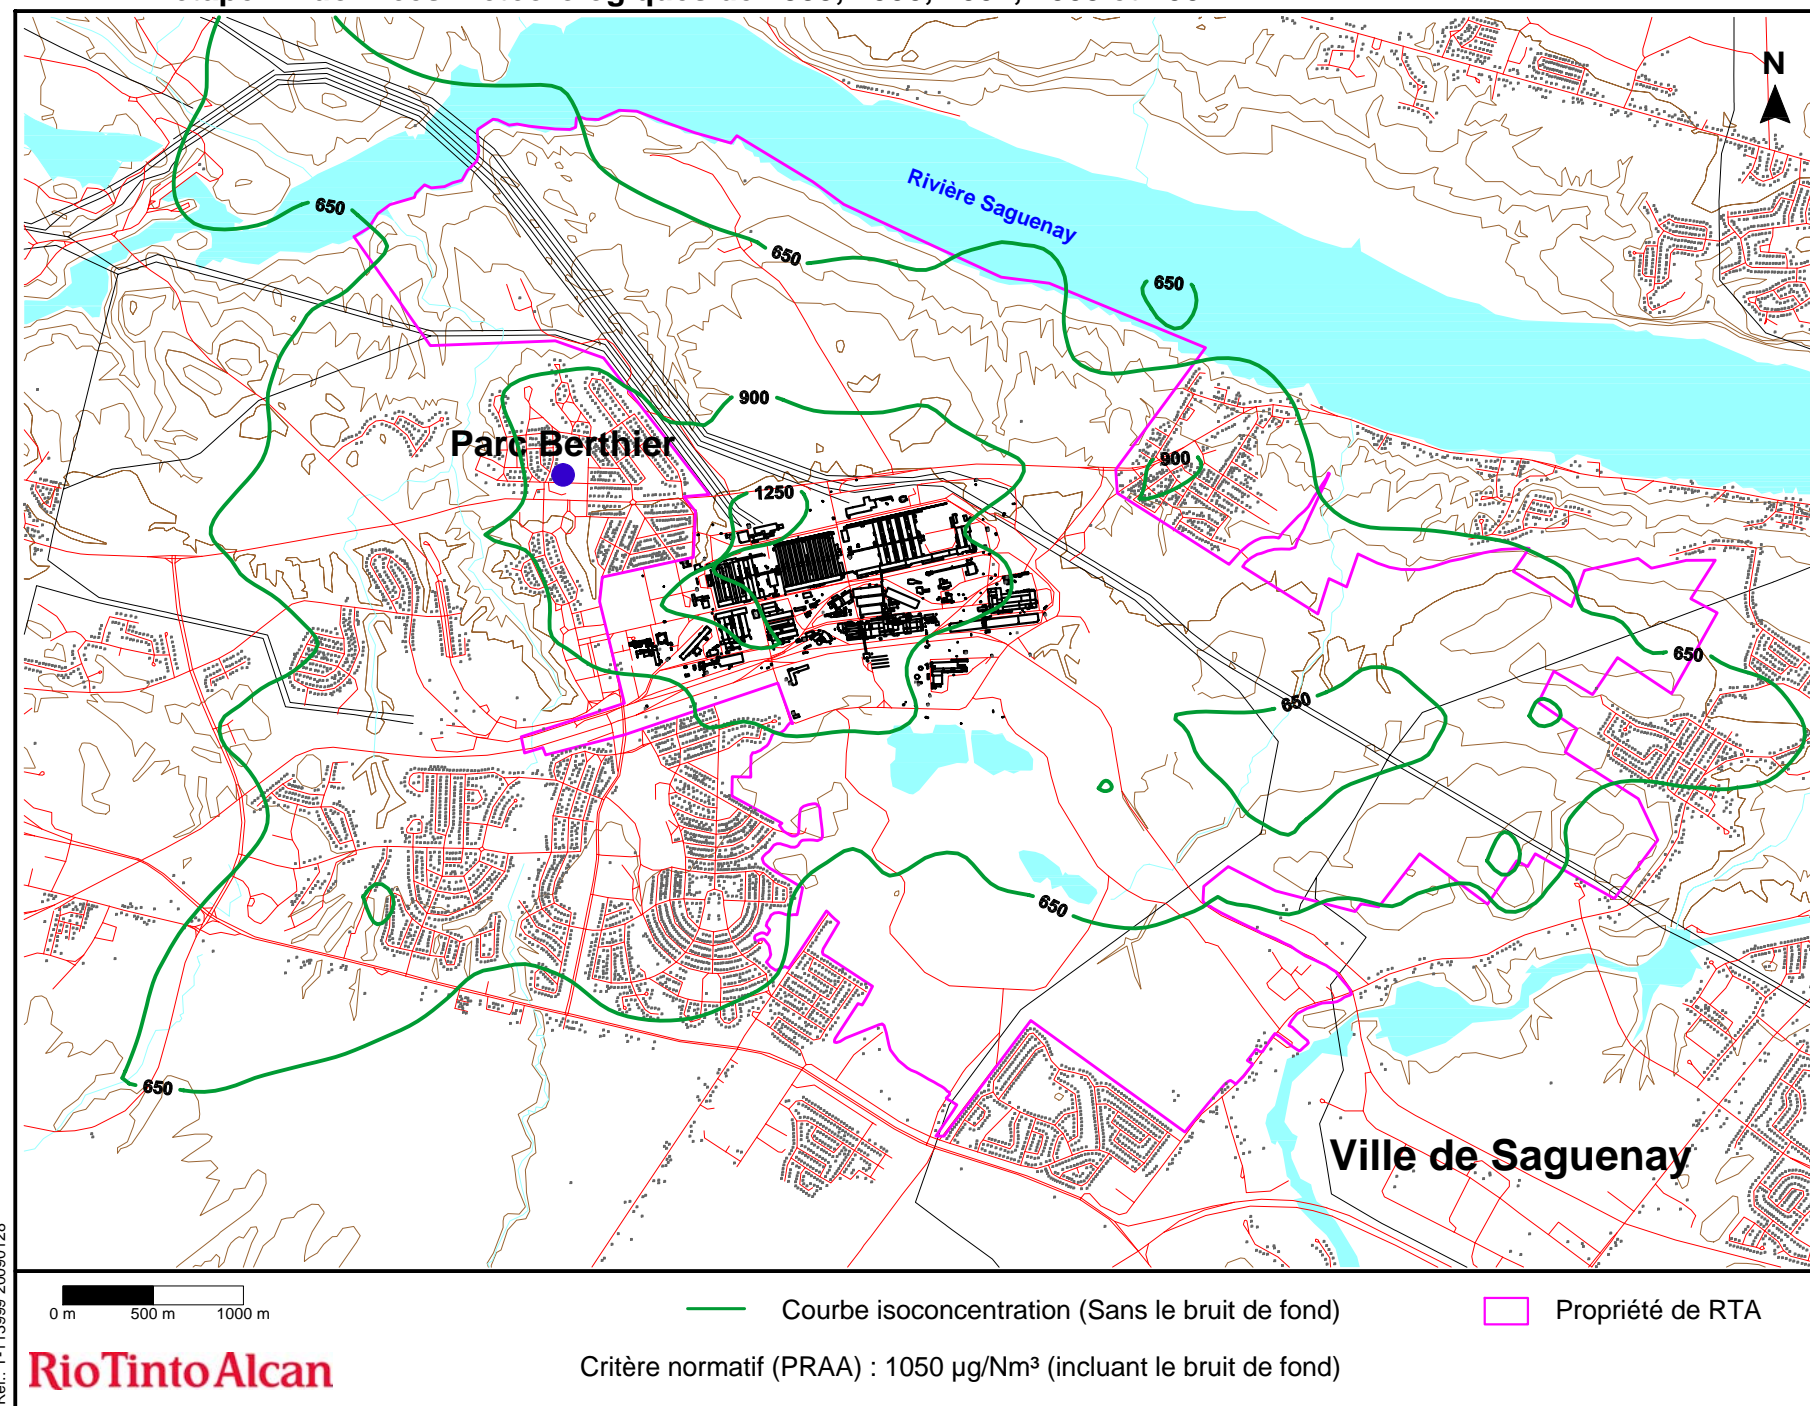 N
Rivière Saguenay
650
650
650
900
Parc Berthier
900
1250
650
650
650
650
Ville de Saguenay
0 m 500 m 1000 m
Courbe isoconcentration (Sans le bruit de fond)
Propriété de RTA
RioTintoAlcan
Critère normatif (PRAA) : 1050 µg/Nm³ (incluant le bruit de fond)